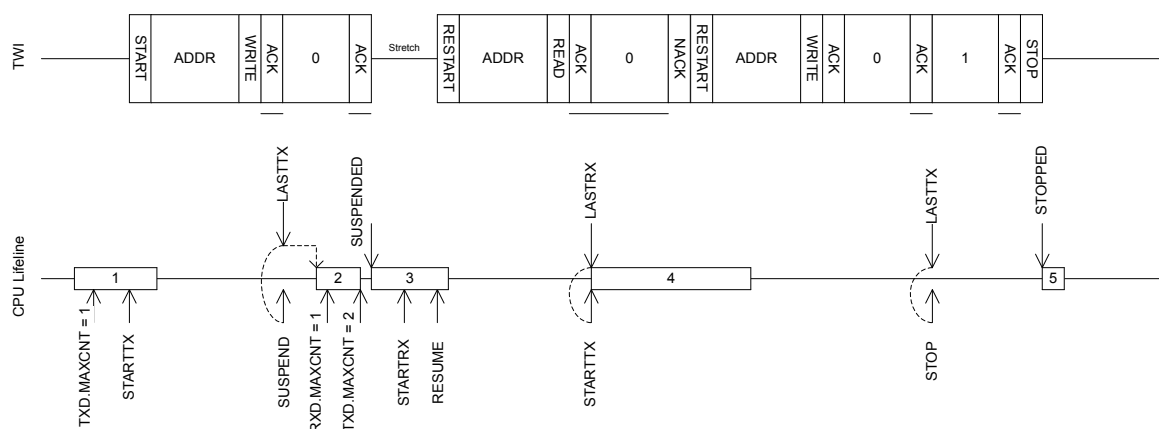 TWI
START
ADDR
WRITE
ACK
0
ACK
Stretch
RESTART
ADDR
READ
ACK
0
NACK
RESTART
ADDR
WRITE
ACK
0
ACK
1
ACK
STOP
CPU Lifeline
LASTTX
SUSPENDED
LASTRX
LASTTX
STOPPED
1
2
3
4
5
TXD.MAXCNT = 1
STARTTX
SUSPEND
RXD.MAXCNT = 1
TXD.MAXCNT = 2
STARTRX
RESUME
STARTTX
STOP